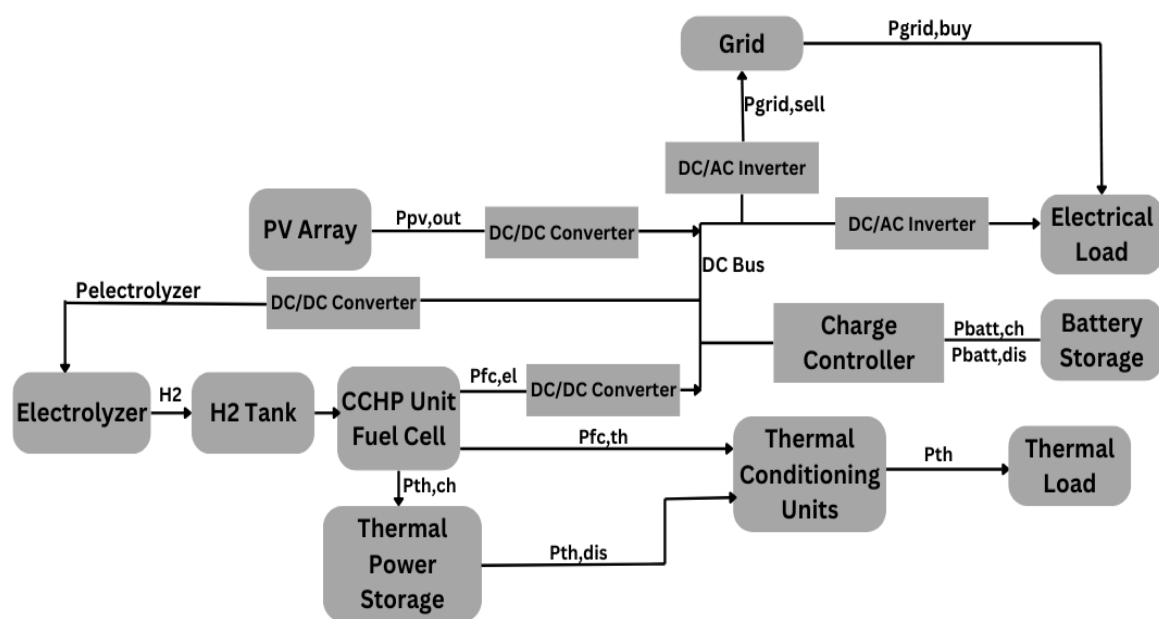 Grid
Pgrid,buy
Pgrid,sell
DC/AC Inverter
PV Array
Ppv,out
DC/DC Converter
DC/AC Inverter
Electrical
Load
DC Bus
Pelectrolyzer
DC/DC Converter
Charge
Controller
Pbatt,ch
Pbatt,dis
Battery
Storage
Electrolyzer
H2
H2 Tank
CCHP Unit
Fuel Cell
Pfc,el
DC/DC Converter
Pfc,th
Thermal
Conditioning
Units
Pth
Thermal
Load
Pth,ch
Thermal
Power
Storage
Pth,dis